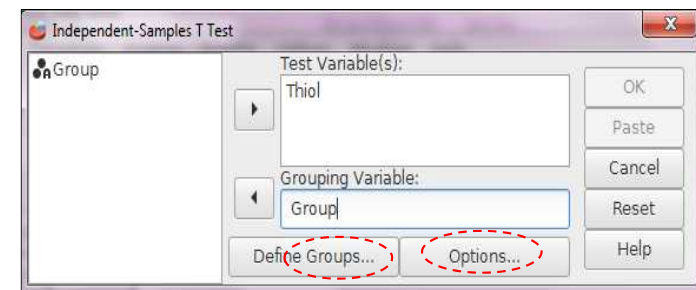 Independent-Samples T Test
x
Group
Test Variable(s):
Thiol
Grouping Variable:
Group
Define Groups...
Options...
OK
Paste
Cancel
Reset
Help